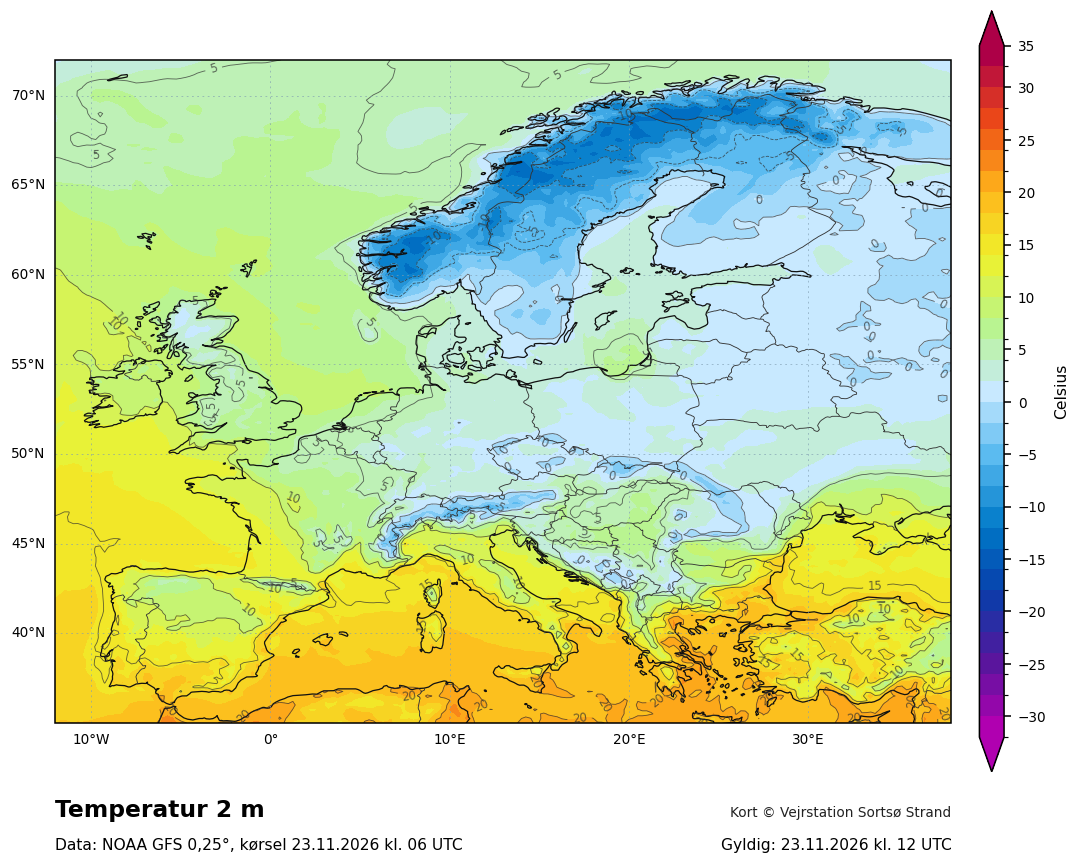 70°N
65°N
60°N
55°N
50°N
45°N
40°N
10°W
0°
10°E
20°E
30°E
35
30
25
20
15
10
5
0
−5
−10
−15
−20
−25
−30
Celsius
Temperatur 2 m
Kort © Vejrstation Sortsø Strand
Data: NOAA GFS 0,25°, kørsel 23.11.2026 kl. 06 UTC
Gyldig: 23.11.2026 kl. 12 UTC